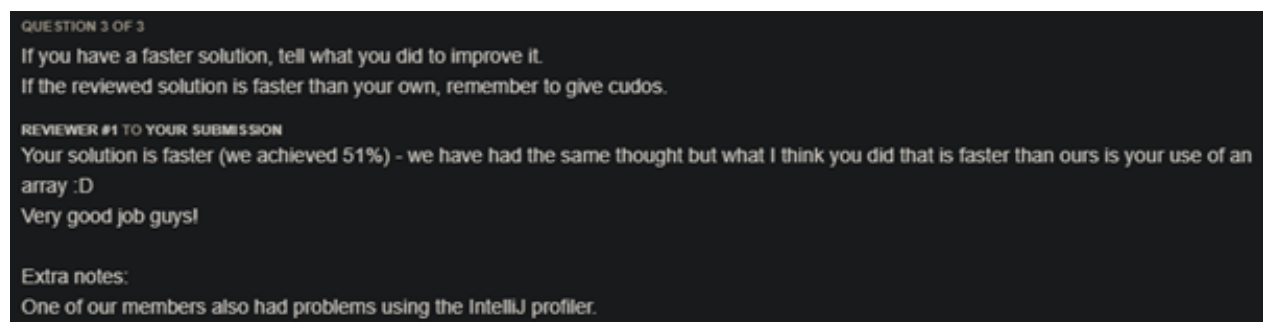 QUESTION 3 OF 3
If you have a faster solution, tell what you did to improve it.
If the reviewed solution is faster than your own, remember to give cudos.
REVIEWER #1 TO YOUR SUBMISSION
Your solution is faster (we achieved 51%) - we have had the same thought but what I think you did that is faster than ours is your use of an
array :D
Very good job guys!
Extra notes:
One of our members also had problems using the IntelliJ profiler.